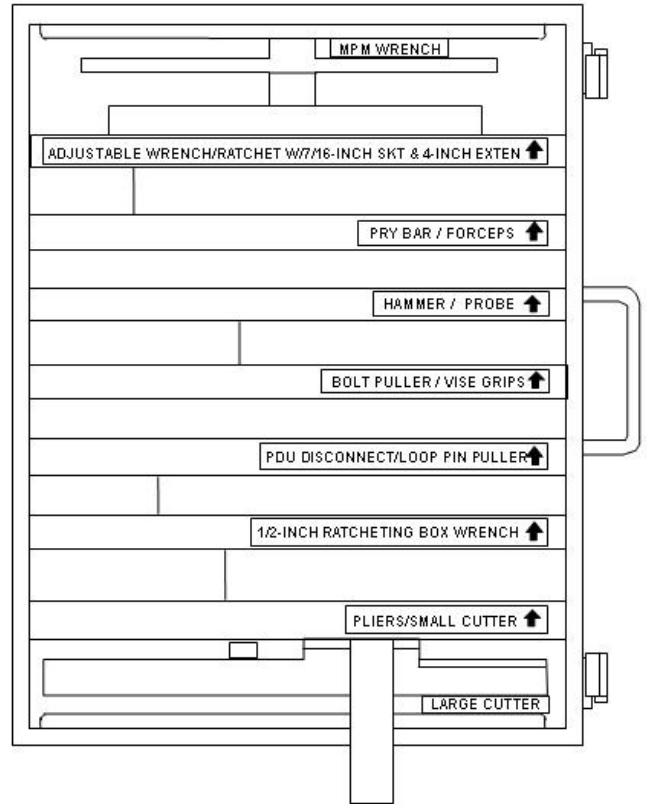 MPM WRENCH
ADJUSTABLE WRENCH/RATCHET W/7/16-INCH SKT & 4-INCH EXTEN
PRY BAR / FORCEPS
HAMMER / PROBE
BOLT PULLER / VISE GRIPS
PDU DISCONNECT/LOOP PIN PULLER
1/2-INCH RATCHETING BOX WRENCH
PLIERS/SMALL CUTTER
LARGE CUTTER